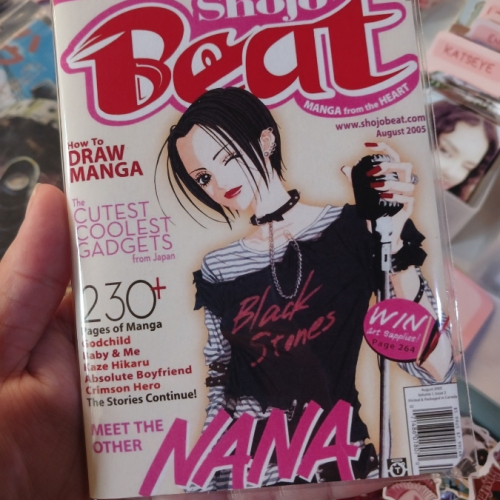 Shojo
Beat
MANGA from the HEART
www.shojobeat.com
August 2005
How To
DRAW
MANGA
The
CUTEST
COOLEST
GADGETS
from Japan
230+
Pages of Manga
Godchild
Baby & Me
Kaze Hikaru
Absolute Boyfriend
Crimson Hero
The Stories Continue!
Black
Stones
WIN
Art Supplies!
Page 264
MEET THE
OTHER
NANA
T
KATSEYE